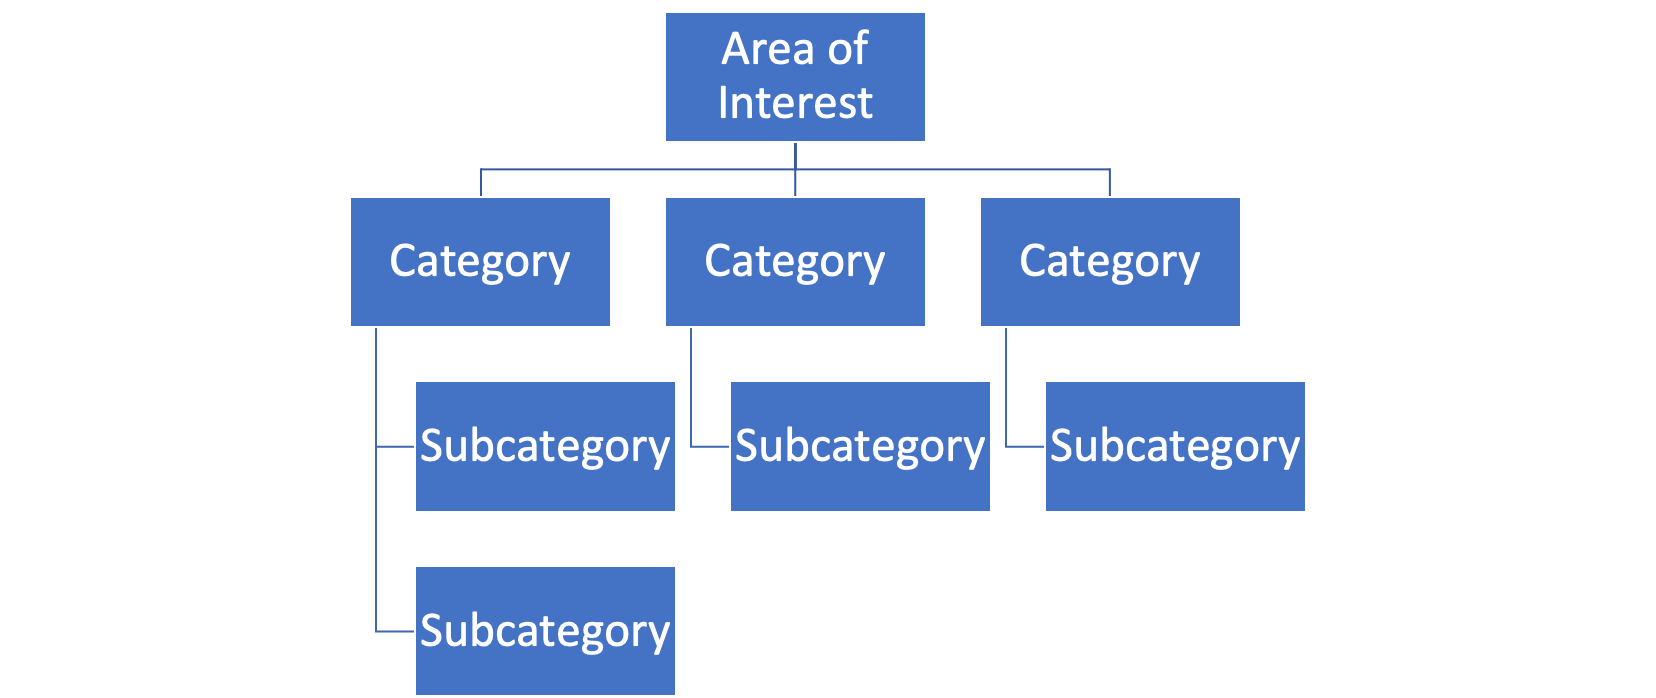 Area of
Interest
Category
Category
Category
Subcategory
Subcategory
Subcategory
Subcategory